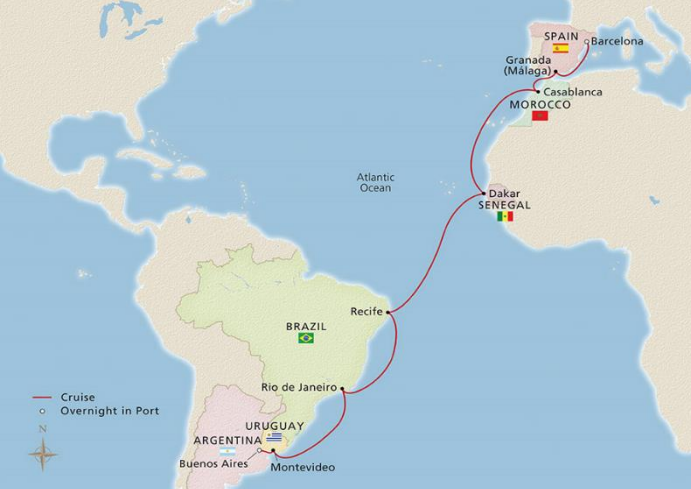 SPAIN
Barcelona
Granada
(Málaga)
Casablanca
MOROCCO
Atlantic
Ocean
Dakar
SENEGAL
Recife
BRAZIL
Rio de Janeiro
Cruise
Overnight in Port
N
URUGUAY
ARGENTINA
Buenos Aires
Montevideo